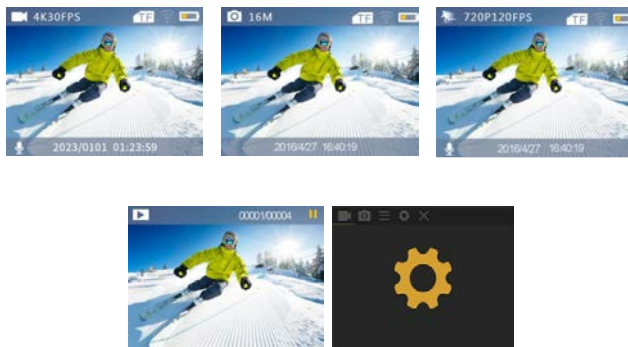 4K30FPS TF
2023/0101 01:23:59
16M TF
2016/4/27 16:40:19
720P120FPS TF
2016/4/27 16:40:19
00001/00004